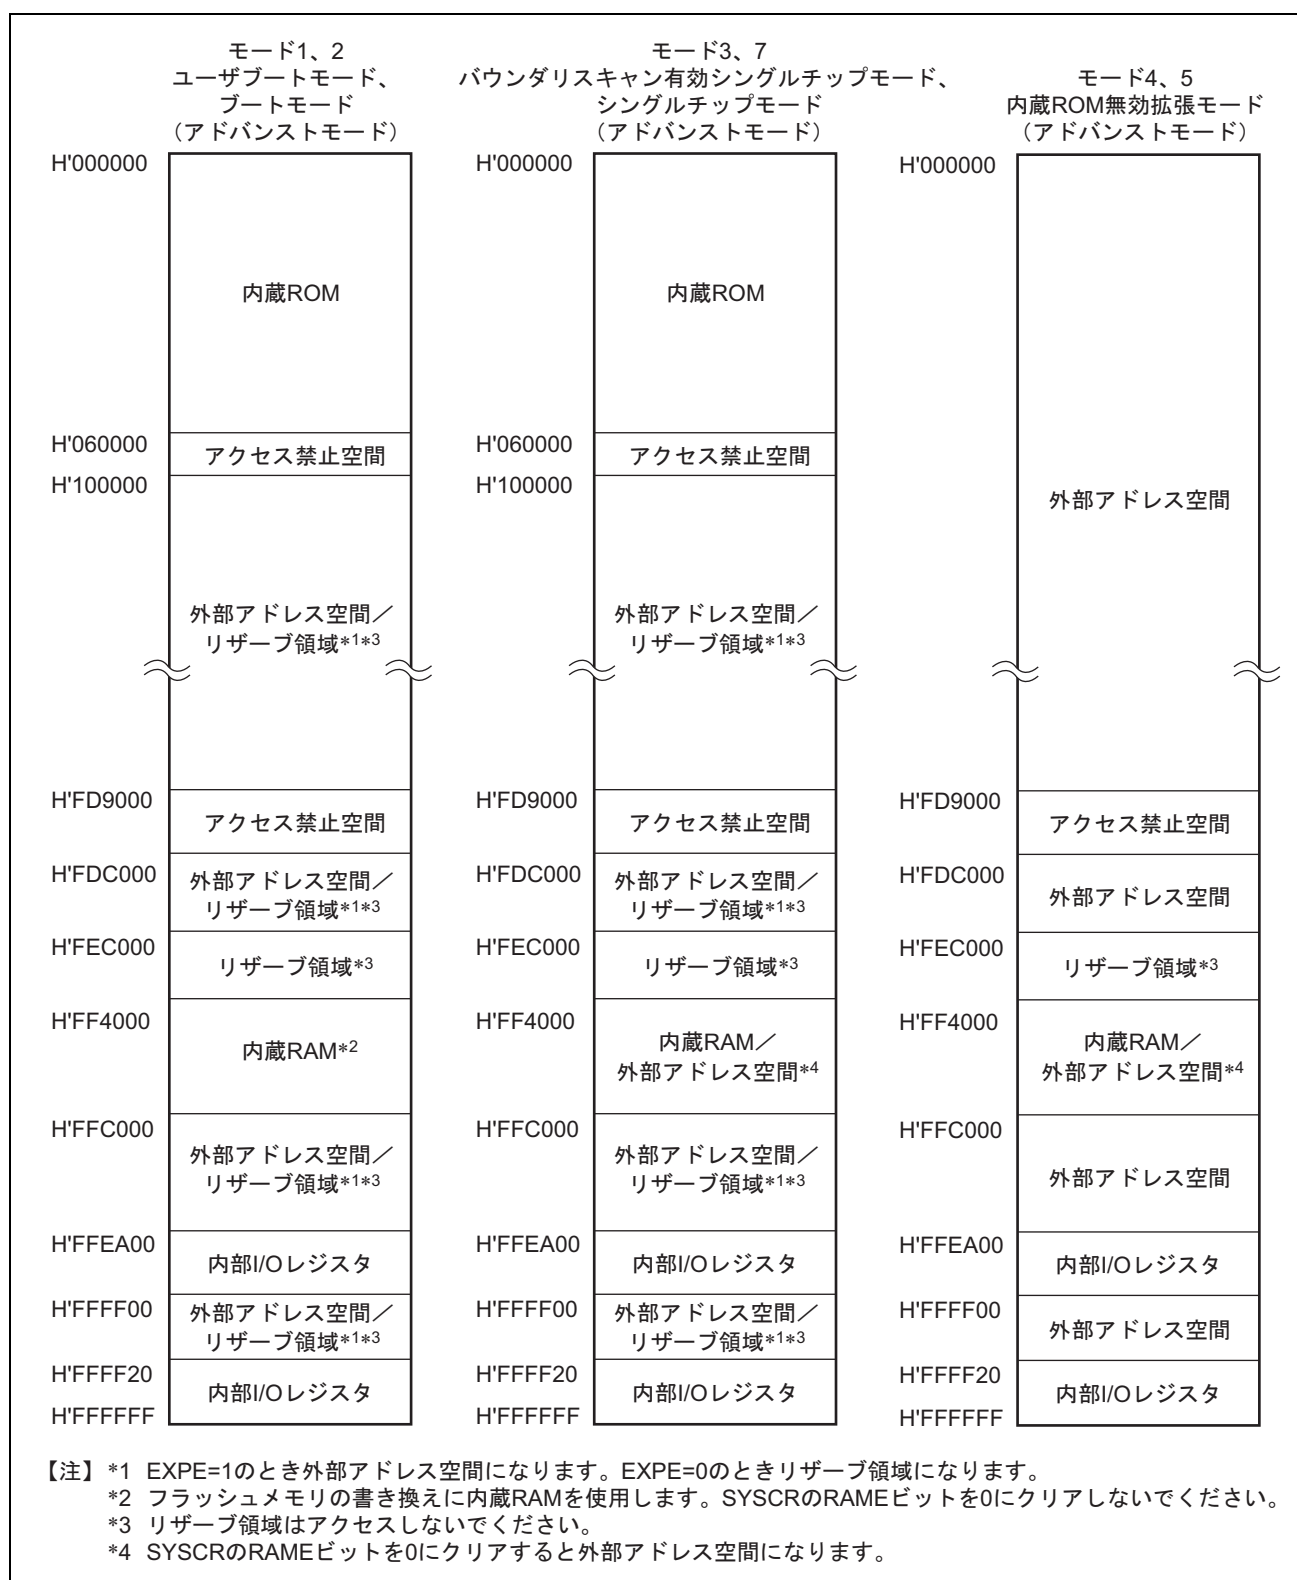 モード1、2
ユーザブートモード、
ブートモード
（アドバンストモード）
H'000000
内蔵ROM
H'060000
アクセス禁止空間
H'100000
外部アドレス空間／
リザーブ領域*1*3
H'FD9000
アクセス禁止空間
H'FDC000
外部アドレス空間／
リザーブ領域*1*3
H'FEC000
リザーブ領域*3
H'FF4000
内蔵RAM*2
H'FFC000
外部アドレス空間／
リザーブ領域*1*3
H'FFEA00
内部I/Oレジスタ
H'FFFF00
外部アドレス空間／
リザーブ領域*1*3
H'FFFF20
内部I/Oレジスタ
H'FFFFFF
モード3、7
バウンダリスキャン有効シングルチップモード、
シングルチップモード
（アドバンストモード）
H'000000
内蔵ROM
H'060000
アクセス禁止空間
H'100000
外部アドレス空間／
リザーブ領域*1*3
H'FD9000
アクセス禁止空間
H'FDC000
外部アドレス空間／
リザーブ領域*1*3
H'FEC000
リザーブ領域*3
H'FF4000
内蔵RAM／
外部アドレス空間*4
H'FFC000
外部アドレス空間／
リザーブ領域*1*3
H'FFEA00
内部I/Oレジスタ
H'FFFF00
外部アドレス空間／
リザーブ領域*1*3
H'FFFF20
内部I/Oレジスタ
H'FFFFFF
モード4、5
内蔵ROM無効拡張モード
（アドバンストモード）
H'000000
外部アドレス空間
H'FD9000
アクセス禁止空間
H'FDC000
外部アドレス空間
H'FEC000
リザーブ領域*3
H'FF4000
内蔵RAM／
外部アドレス空間*4
H'FFC000
外部アドレス空間
H'FFEA00
内部I/Oレジスタ
H'FFFF00
外部アドレス空間
H'FFFF20
内部I/Oレジスタ
H'FFFFFF
【注】*1 EXPE=1のとき外部アドレス空間になります。EXPE=0のときリザーブ領域になります。
*2 フラッシュメモリの書き換えに内蔵RAMを使用します。SYSCRのRAMEビットを0にクリアしないでください。
*3 リザーブ領域はアクセスしないでください。
*4 SYSCRのRAMEビットを0にクリアすると外部アドレス空間になります。